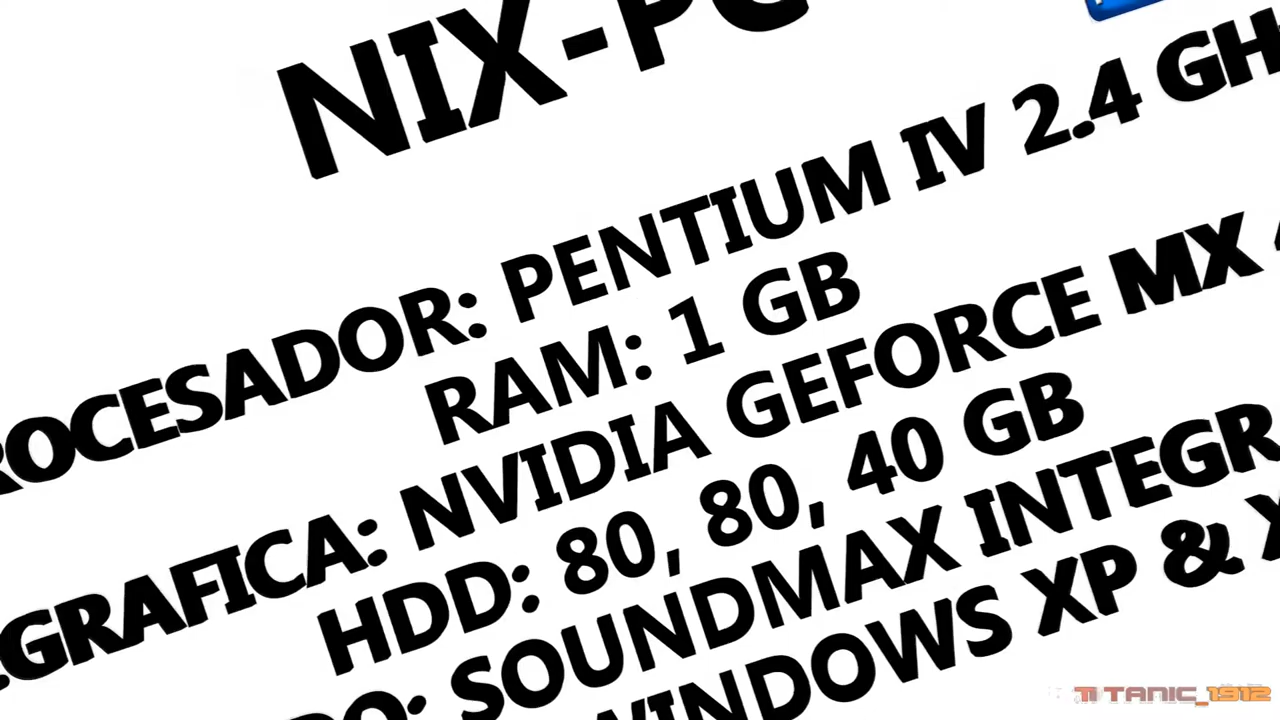 NIX-PC
ROCESADOR: PENTIUM IV 2.4 GH
RAM: 1 GB
GRAFICA: NVIDIA GEFORCE MX
HDD: 80, 80, 40 GB
DO: SOUNDMAX INTEGR
WINDOWS XP & X
TITANIC_1912